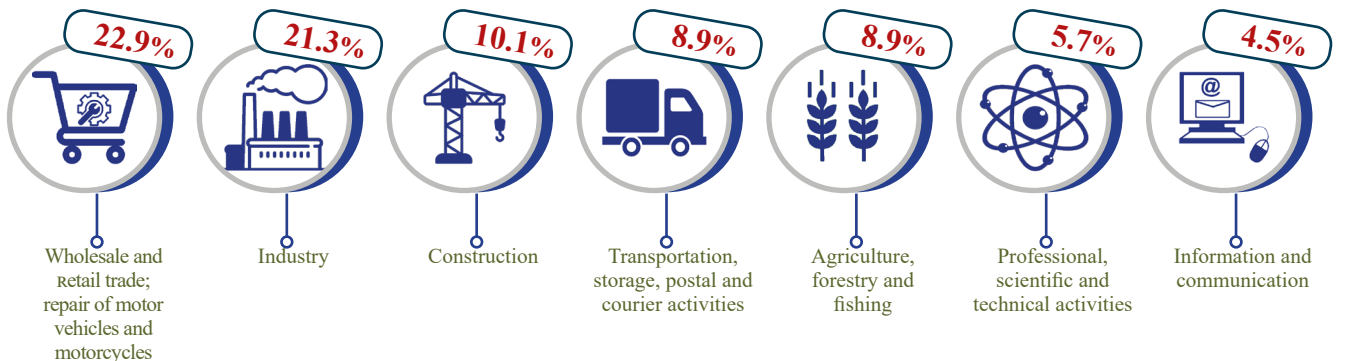 22.9%
21.3%
10.1%
8.9%
8.9%
5.7%
4.5%
@
Wholesale and
Retail trade;
repair of motor
vehicles and
motorcycles
Industry
Construction
Transportation,
storage, postal and
courier activities
Agriculture,
forestry and
fishing
Professional,
scientific and
technical activities
Information and
communication